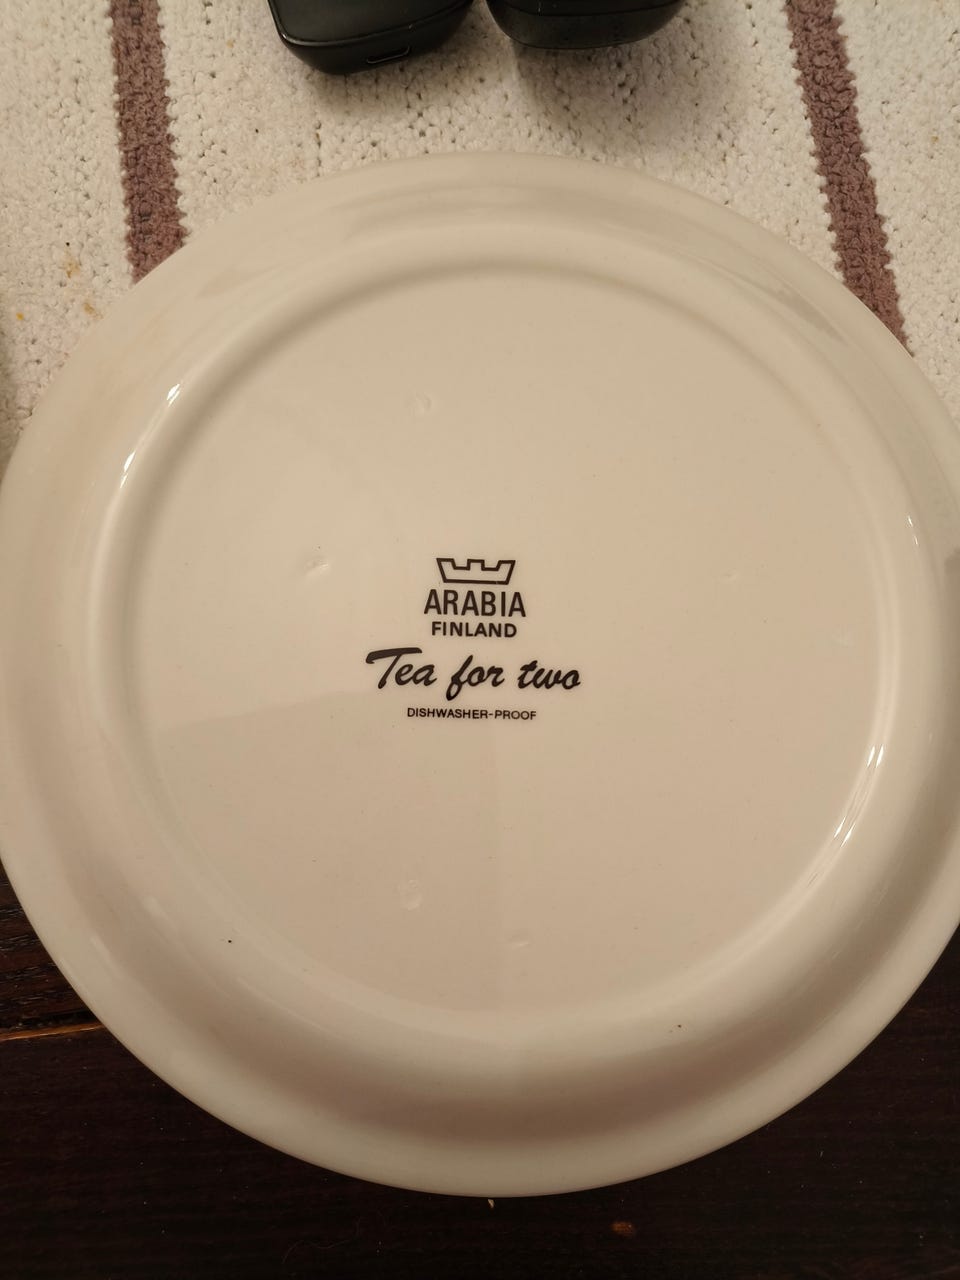 ARABIA
FINLAND
Tea for two
DISHWASHER-PROOF